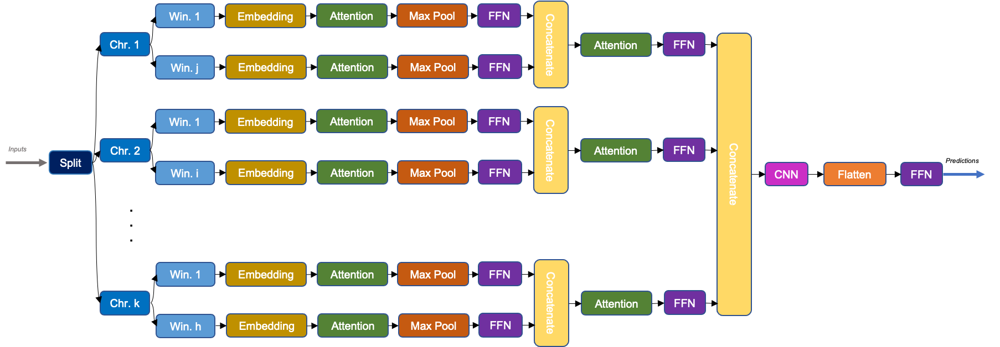 Inputs
Split
Chr. 1
Win. 1
Embedding
Attention
Max Pool
FFN
Win. j
Embedding
Attention
Max Pool
FFN
Concatenate
Attention
FFN
Chr. 2
Win. 1
Embedding
Attention
Max Pool
FFN
Win. i
Embedding
Attention
Max Pool
FFN
Concatenate
Attention
FFN
.
.
.
Chr. k
Win. 1
Embedding
Attention
Max Pool
FFN
Win. h
Embedding
Attention
Max Pool
FFN
Concatenate
Attention
FFN
Concatenate
CNN
Flatten
FFN
Predictions